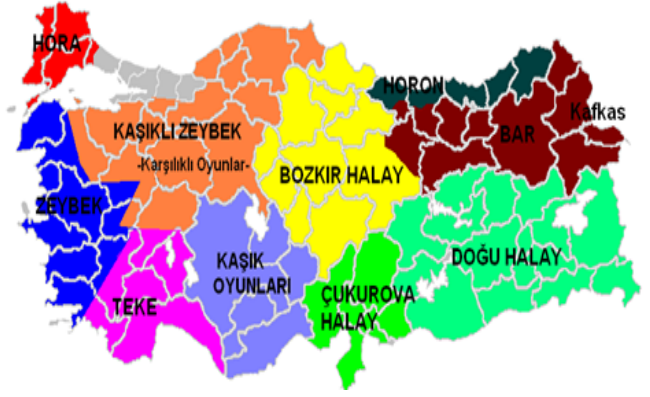 HORA
HORON
Kafkas
KAŞIKLI ZEYBEK
BAR
-Karşılıklı Oyunlar-
BOZKIR HALAY
ZEYBEK
KAŞIK
OYUNLARI
DOĞU HALAY
TEKE
ÇUKUROVA
HALAY